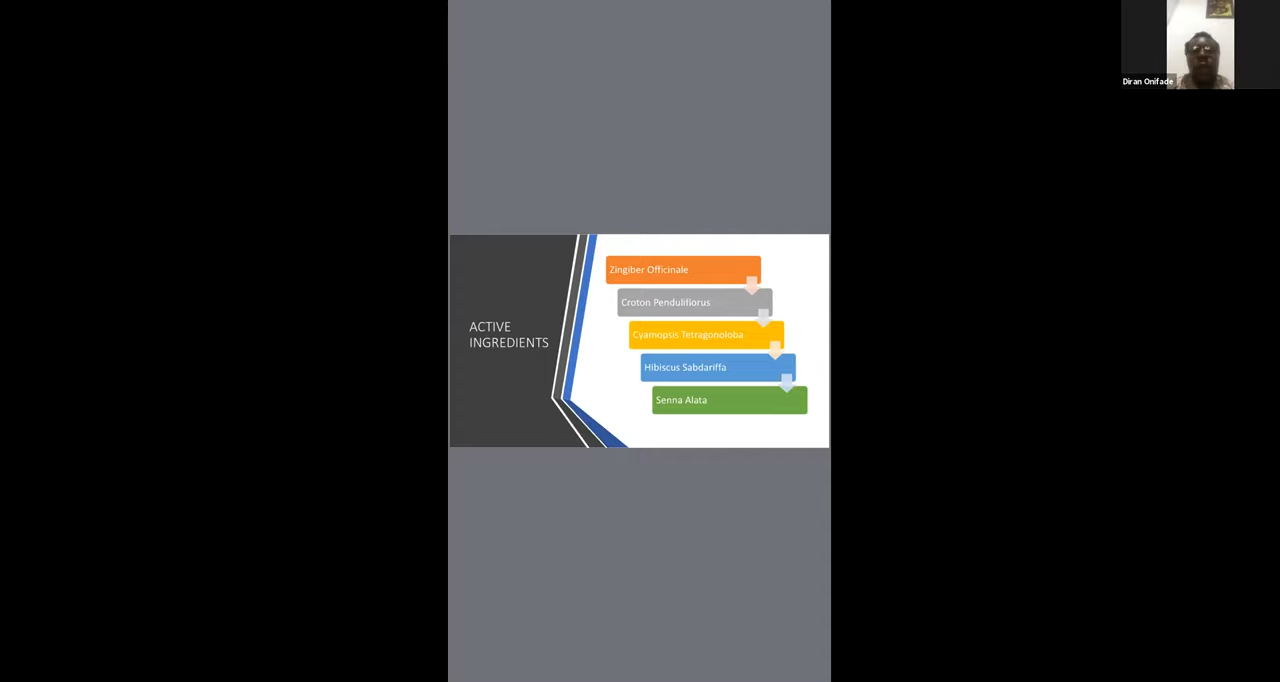 Diran Onifade
ACTIVE
INGREDIENTS
Zingiber Officinale
Croton Penduliflorus
Cyamopsis Tetragonoloba
Hibiscus Sabdariffa
Senna Alata